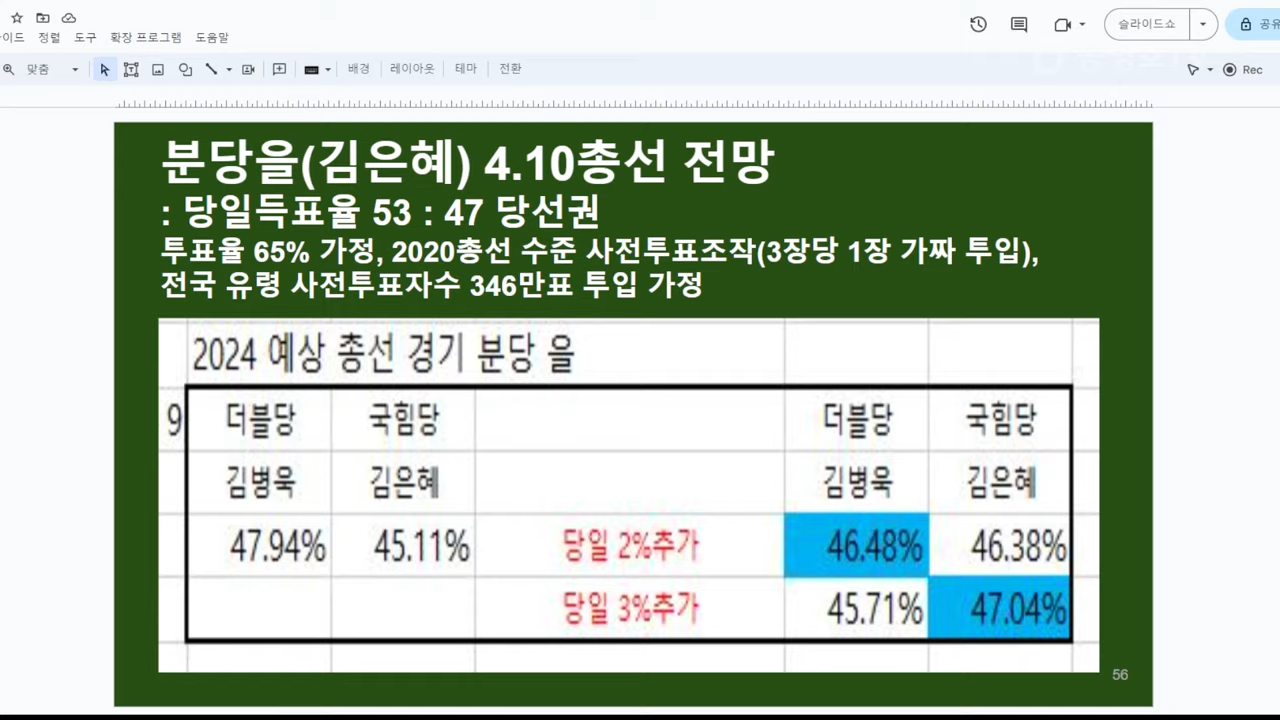 이드 정렬 도구 확장 프로그램 도움말
슬라이드쇼
공유
맞춤
배경 레이아웃 테마 전환
Rec
분당을(김은혜) 4.10총선 전망
: 당일득표율 53 : 47 당선권
투표율 65% 가정, 2020총선 수준 사전투표조작(3장당 1장 가짜 투입),
전국 유령 사전투표자수 346만표 투입 가정
2024 예상 총선 경기 분당 을
9 더블당 국힘당 더블당 국힘당
김병욱 김은혜 김병욱 김은혜
47.94% 45.11% 당일 2%추가 46.48% 46.38%
당일 3%추가 45.71% 47.04%
56